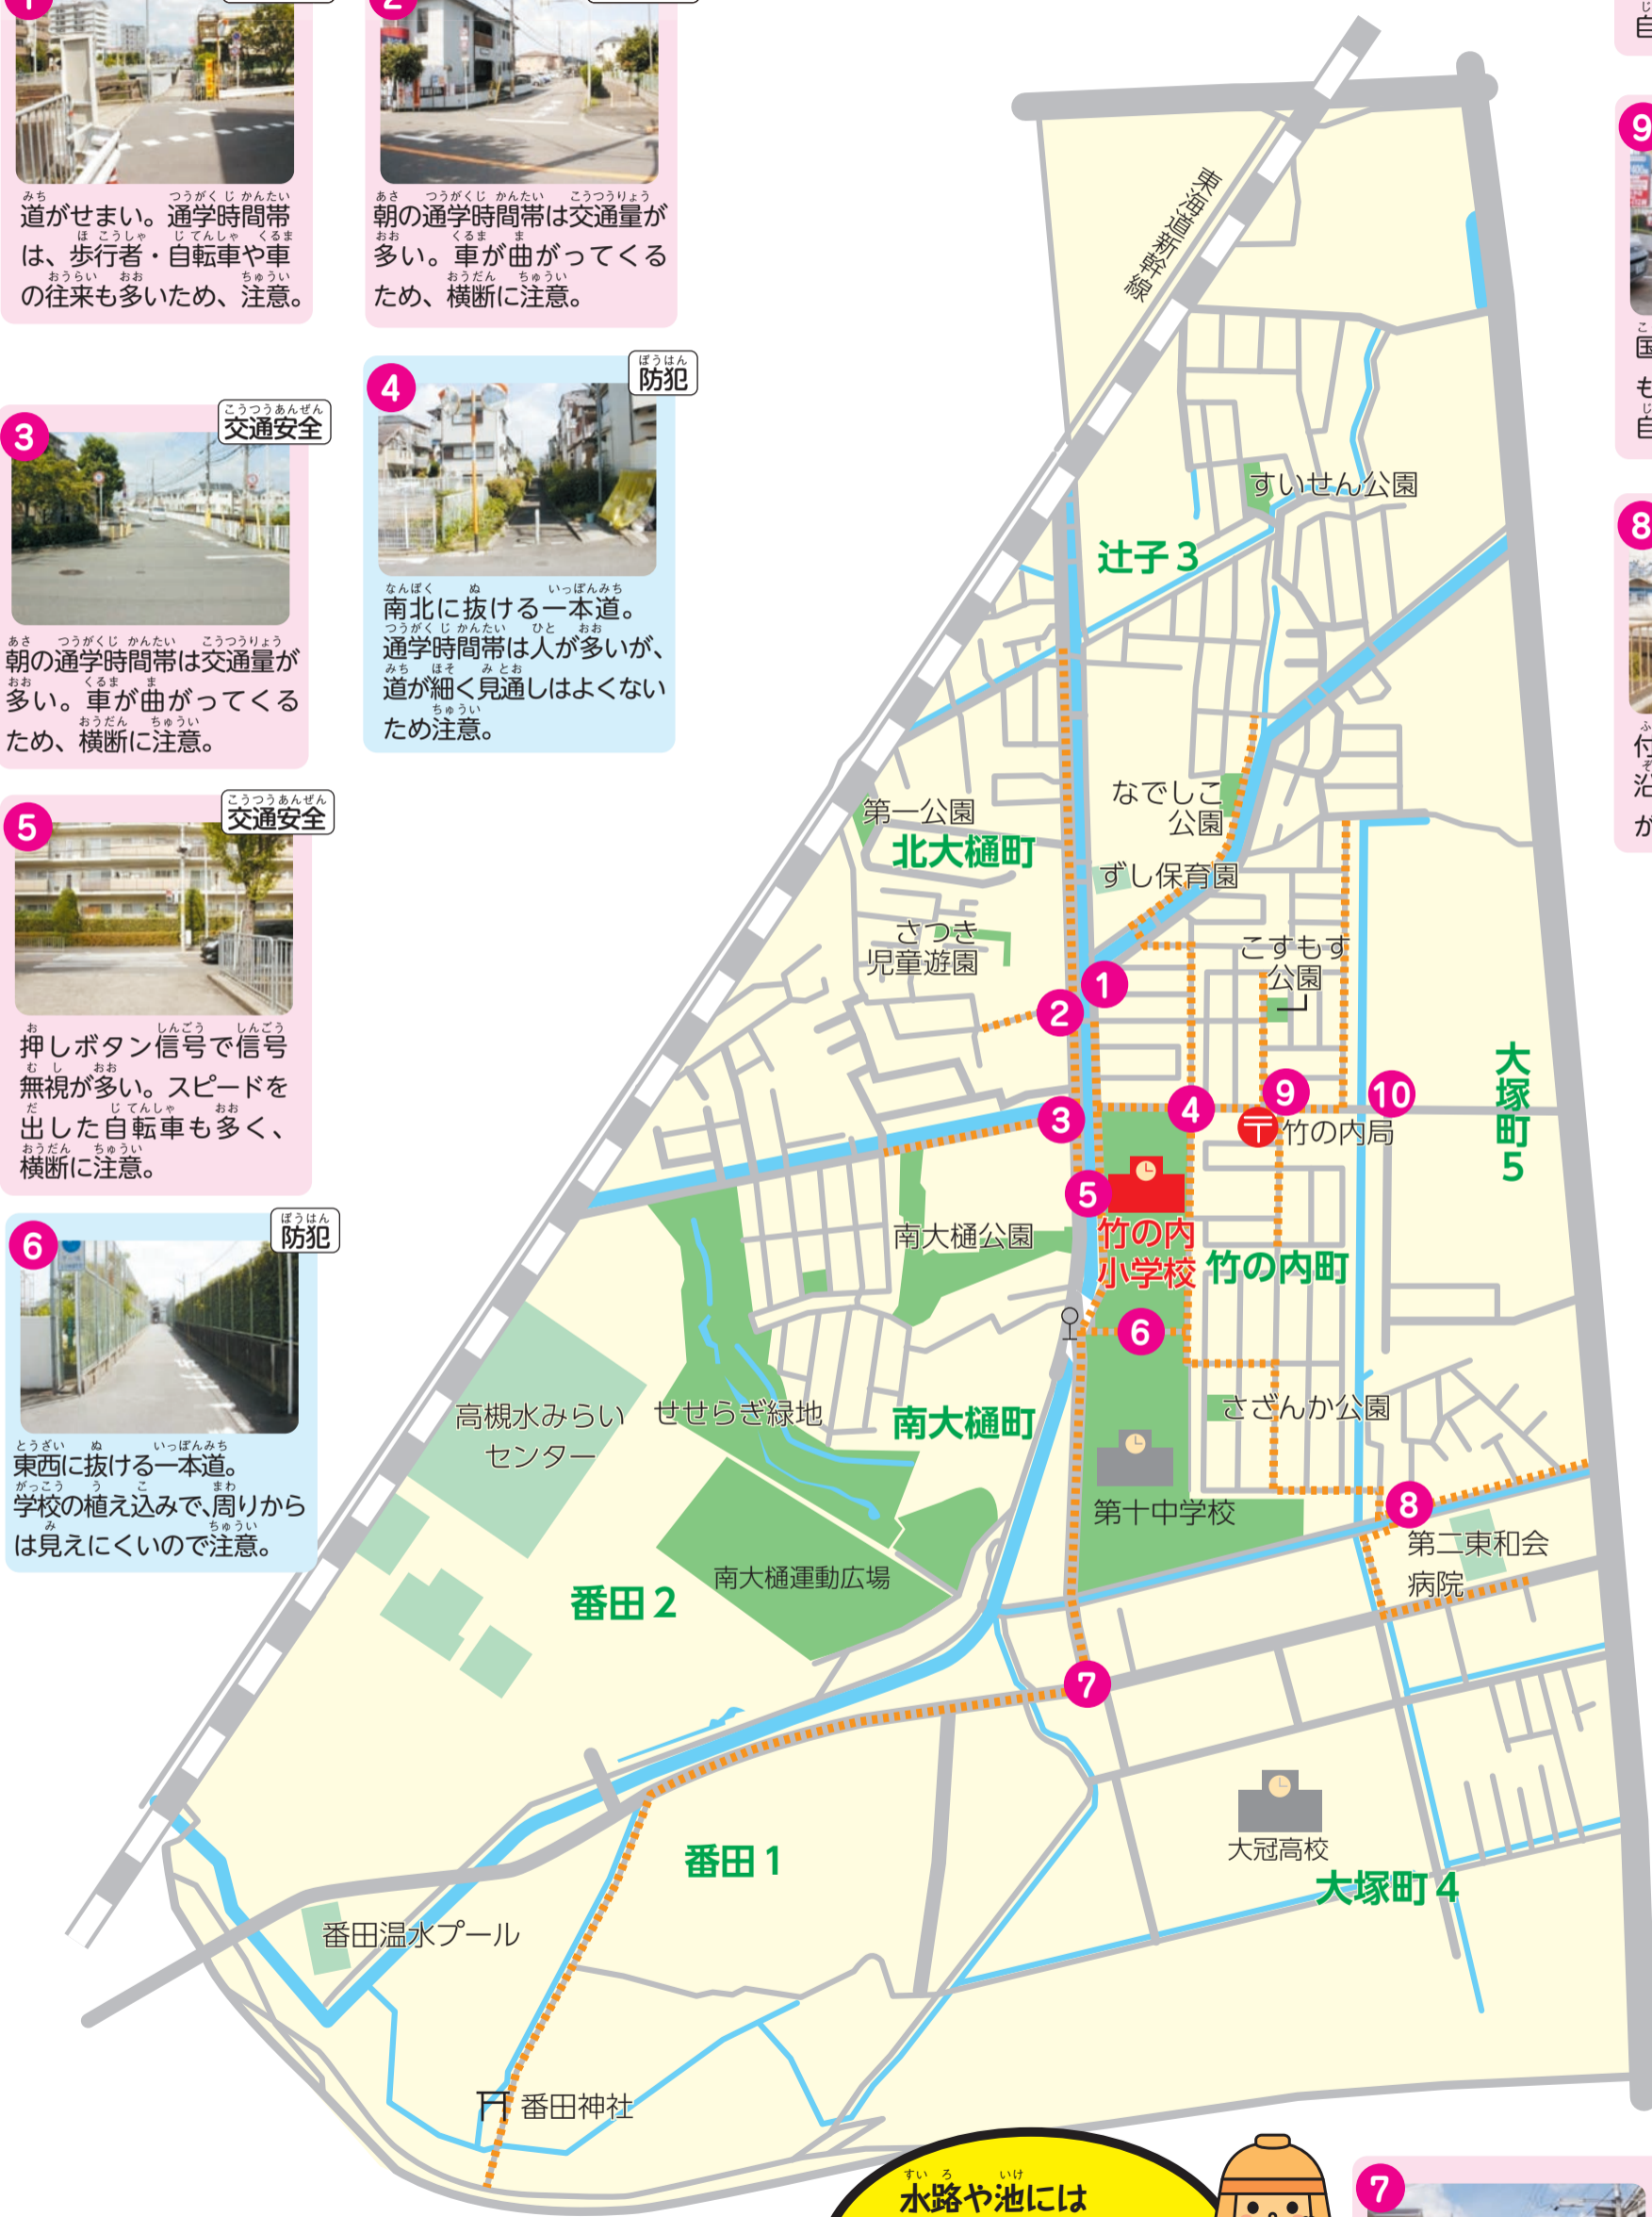 1
道がせまい。通学時間帯
は、歩行者・自転車や車
の往来も多いため、注意。
2
朝の通学時間帯は交通量が
多い。車が曲がってくる
ため、横断に注意。
3
交通安全
朝の通学時間帯は交通量が
多い。車が曲がってくる
ため、横断に注意。
4
防犯
南北に抜ける一本道。
通学時間帯は人が多いが、
道が細く見通しはよくない
ため注意。
5
交通安全
押しボタン信号で信号
無視が多い。スピードを
出した自転車も多く、
横断に注意。
6
防犯
東西に抜ける一本道。
学校の植え込みで、周りから
は見えにくいので注意。
東海道新幹線
すいせん公園
辻子3
なでしこ
公園
第一公園
北大樋町
ずし保育園
さつき
児童遊園
こすもす
公園
1
2
3
4
9
10
竹の内局
大塚町5
5
竹の内
小学校
南大樋公園
竹の内町
6
高槻水みらい
センター
せせらぎ緑地
南大樋町
さざんか公園
第十中学校
8
第二東和会
病院
南大樋運動広場
番田2
7
大冠高校
大塚町4
番田1
番田温水プール
番田神社
水路や池には
7
9
国
も
自
8
付
沿
が